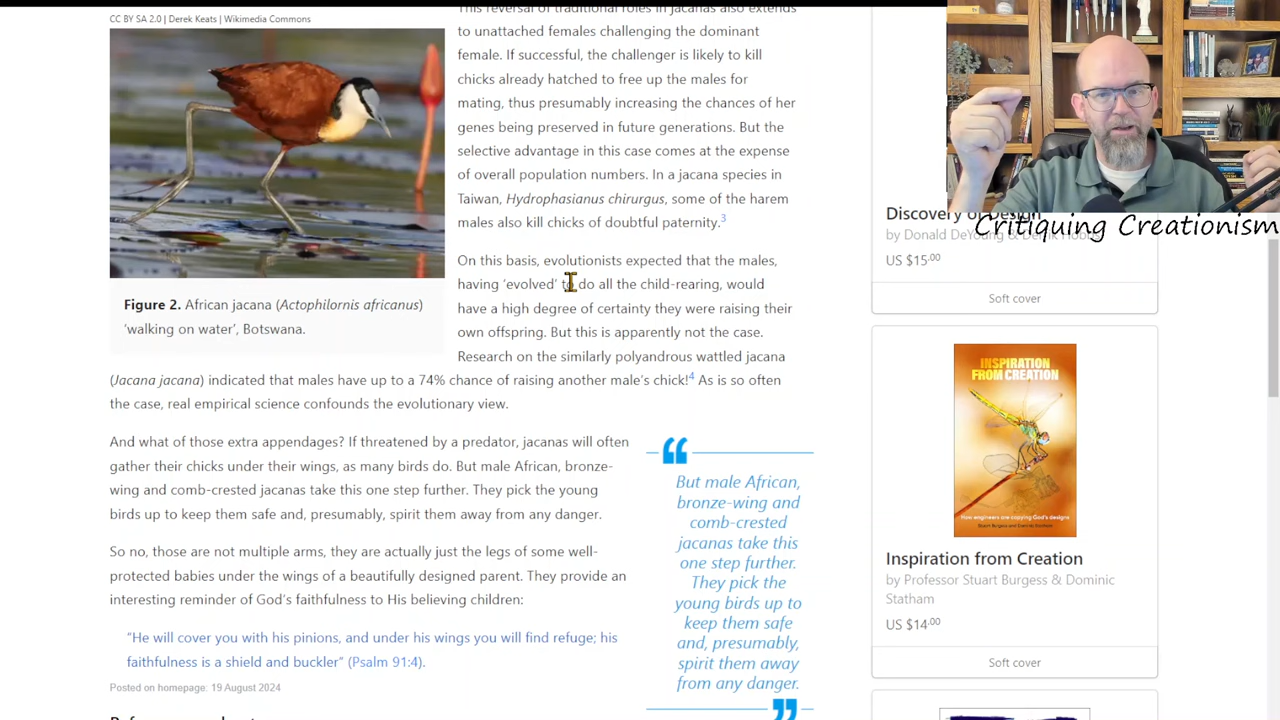 CC BY SA 2.0 | Derek Keats | Wikimedia Commons
Figure 2. African jacana (Actophilornis africanus)
'walking on water', Botswana.
This reversal of traditional roles in jacanas also extends
to unattached females challenging the dominant
female. If successful, the challenger is likely to kill
chicks already hatched to free up the males for
mating, thus presumably increasing the chances of her
genes being preserved in future generations. But the
selective advantage in this case comes at the expense
of overall population numbers. In a jacana species in
Taiwan, Hydrophasianus chirurgus, some of the harem
males also kill chicks of doubtful paternity.3
On this basis, evolutionists expected that the males,
having 'evolved' to do all the child-rearing, would
have a high degree of certainty they were raising their
own offspring. But this is apparently not the case.
Research on the similarly polyandrous wattled jacana
(Jacana jacana) indicated that males have up to a 74% chance of raising another male's chick!4 As is so often
the case, real empirical science confounds the evolutionary view.
And what of those extra appendages? If threatened by a predator, jacanas will often
gather their chicks under their wings, as many birds do. But male African, bronze-
wing and comb-crested jacanas take this one step further. They pick the young
birds up to keep them safe and, presumably, spirit them away from any danger.
So no, those are not multiple arms, they are actually just the legs of some well-
protected babies under the wings of a beautifully designed parent. They provide an
interesting reminder of God's faithfulness to His believing children:
"He will cover you with his pinions, and under his wings you will find refuge; his
faithfulness is a shield and buckler" (Psalm 91:4).
Posted on homepage: 19 August 2024
“
But male African,
bronze-wing and
comb-crested
jacanas take this
one step further.
They pick the
young birds up to
keep them safe
and, presumably,
spirit them away
from any danger.
”
Critiquing Creationism
Discovery of Design
by Donald DeYoung & Derrik Hobbs
US $15.00
Soft cover
INSPIRATION
FROM CREATION
How engineers are copying God's designs
Stuart Burgess and Dominic Statham
Inspiration from Creation
by Professor Stuart Burgess & Dominic
Statham
US $14.00
Soft cover